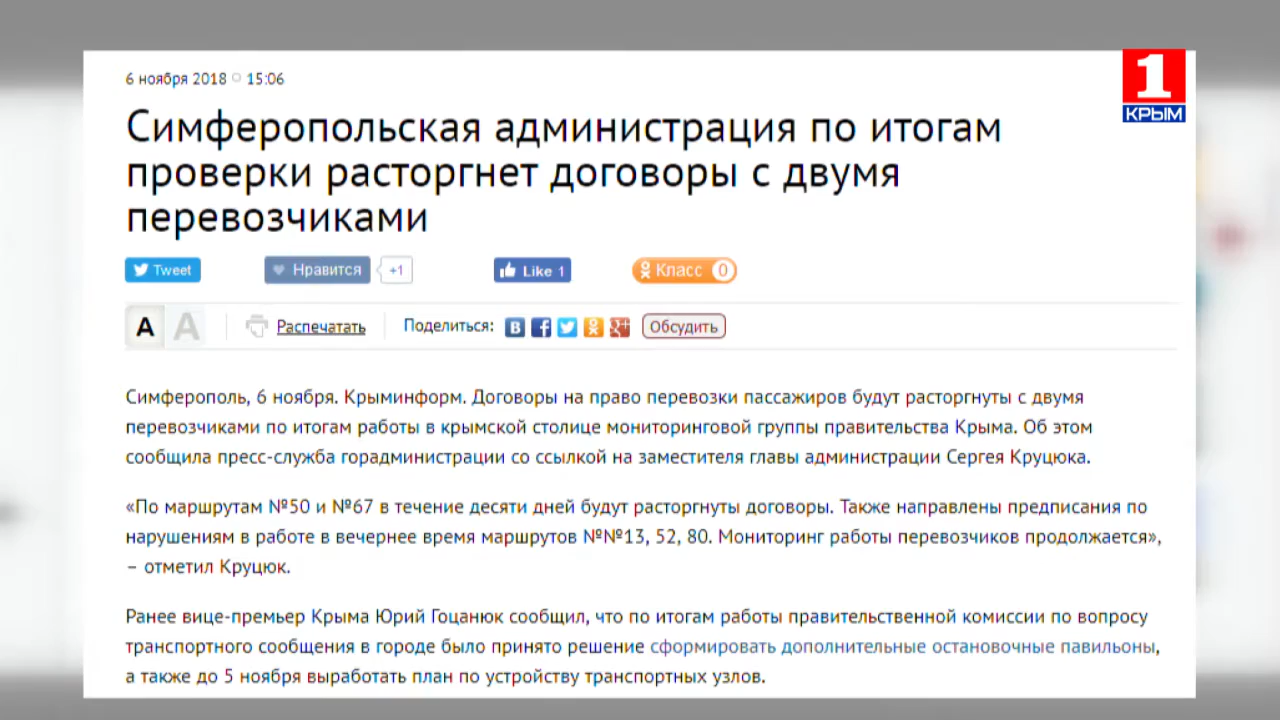 6 ноября 2018 15:06
1
КРЫМ
Симферопольская администрация по итогам
проверки расторгнет договоры с двумя
перевозчиками
Tweet
Нравится
+1
Like 1
Класс 0
A A
Распечатать
Поделиться:
Обсудить
Симферополь, 6 ноября. Крыминформ. Договоры на право перевозки пассажиров будут расторгнуты с двумя
перевозчиками по итогам работы в крымской столице мониторинговой группы правительства Крыма. Об этом
сообщила пресс-служба горадминистрации со ссылкой на заместителя главы администрации Сергея Круцюка.
«По маршрутам №50 и №67 в течение десяти дней будут расторгнуты договоры. Также направлены предписания по
нарушениям в работе в вечернее время маршрутов №№13, 52, 80. Мониторинг работы перевозчиков продолжается»,
– отметил Круцюк.
Ранее вице-премьер Крыма Юрий Гоцанюк сообщил, что по итогам работы правительственной комиссии по вопросу
транспортного сообщения в городе было принято решение сформировать дополнительные остановочные павильоны,
а также до 5 ноября выработать план по устройству транспортных узлов.